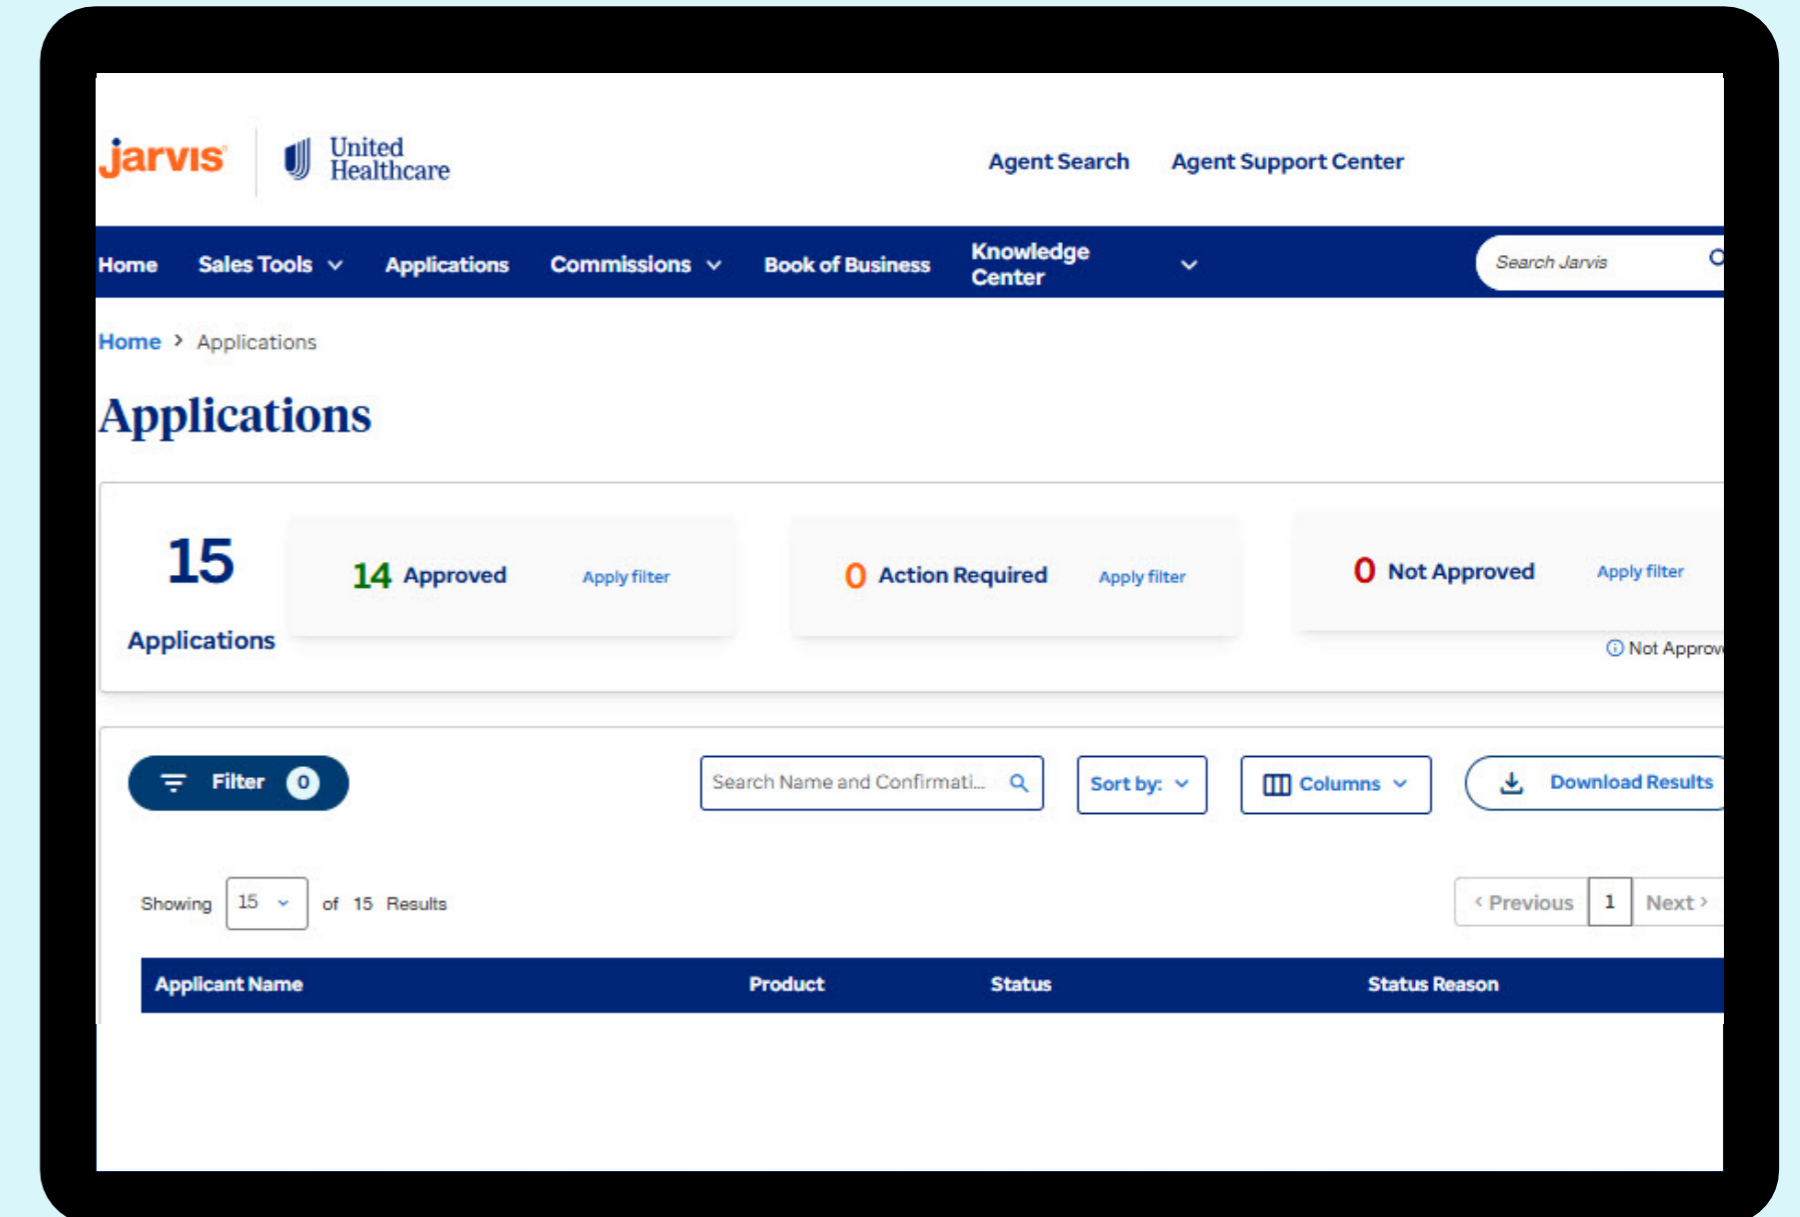 jarvis
United
Healthcare
Agent Search Agent Support Center
Home Sales Tools Applications Commissions Book of Business Knowledge Center Search Jarvis
Home > Applications
Applications
15
Applications
14 Approved Apply filter
0 Action Required Apply filter
0 Not Approved Apply filter
Not
Filter 0 Search Name and Confirmati... Sort by: Columns Download Results
Showing 15 of 15 Results
< Previous 1 Next >
Applicant Name Product Status Status Reason